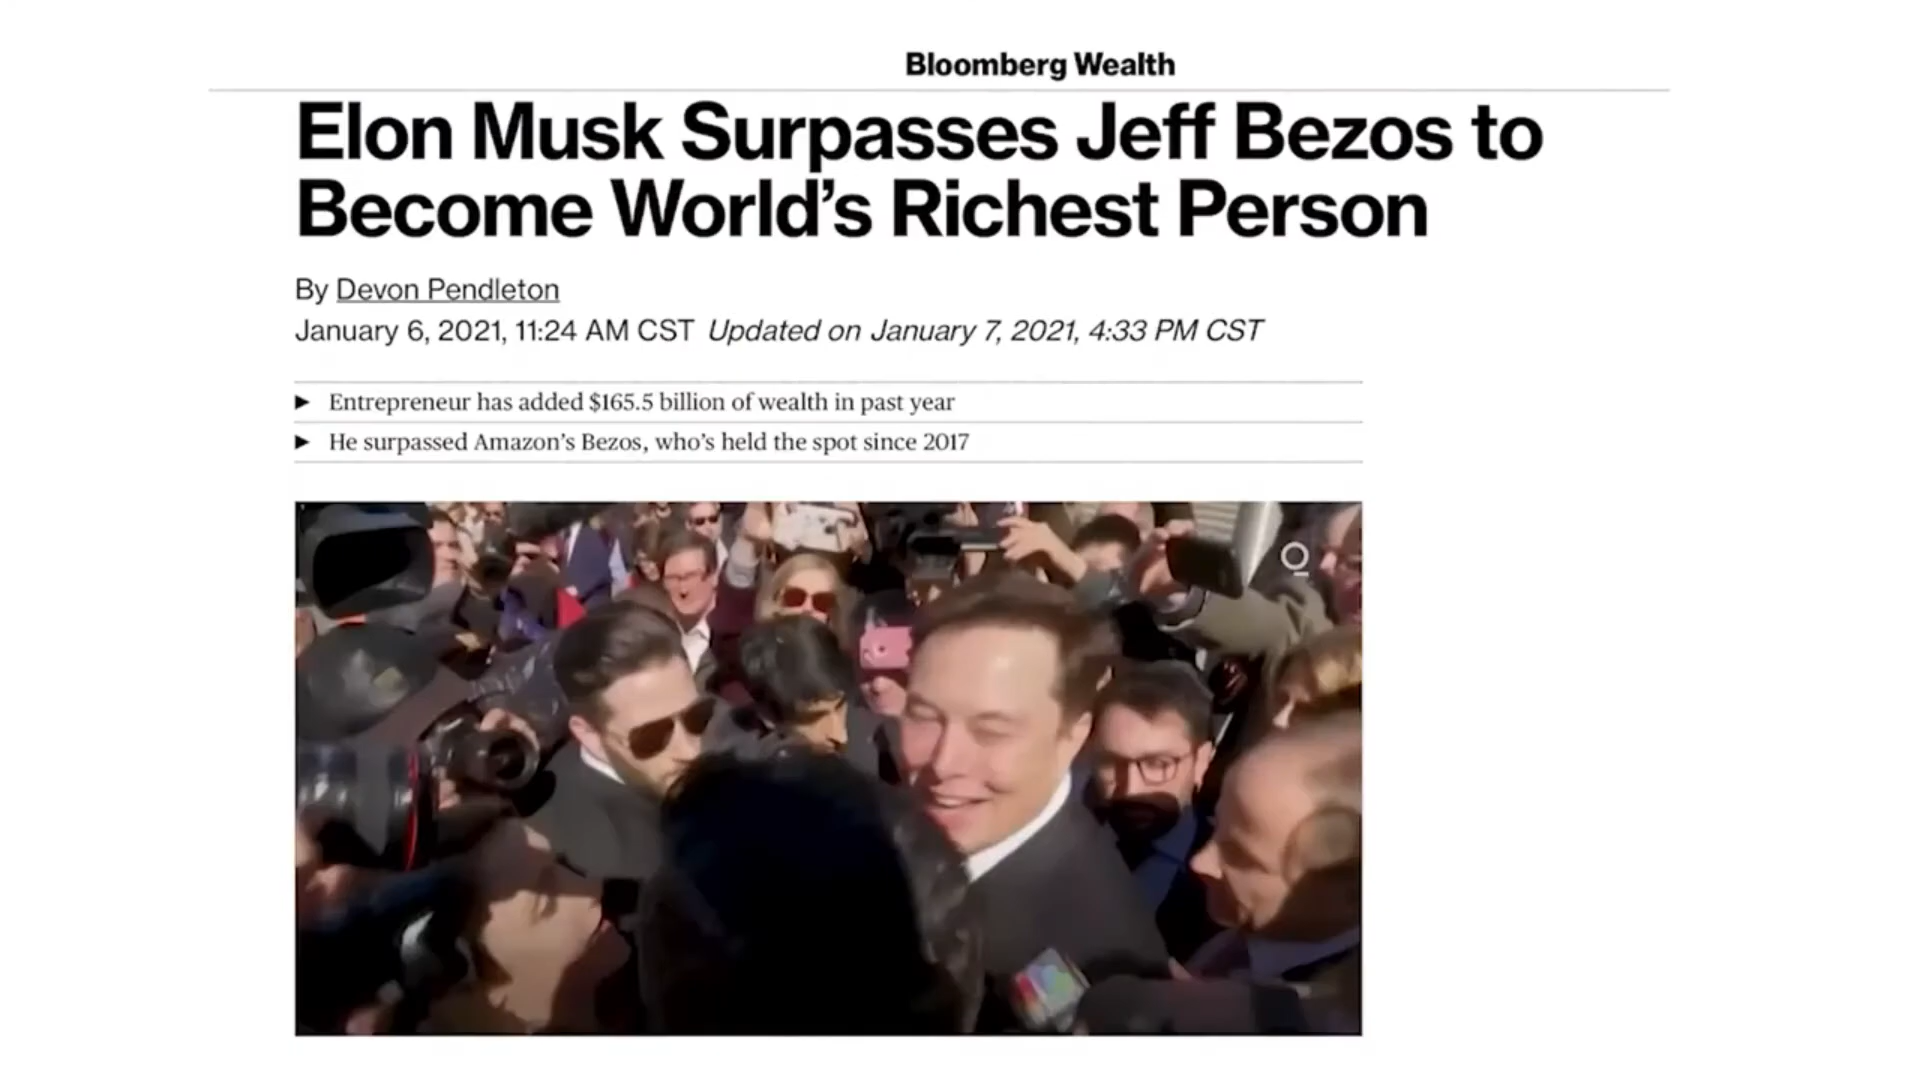 Bloomberg Wealth
Elon Musk Surpasses Jeff Bezos to
Become World’s Richest Person
By Devon Pendleton
January 6, 2021, 11:24 AM CST Updated on January 7, 2021, 4:33 PM CST
Entrepreneur has added $165.5 billion of wealth in past year
He surpassed Amazon’s Bezos, who’s held the spot since 2017